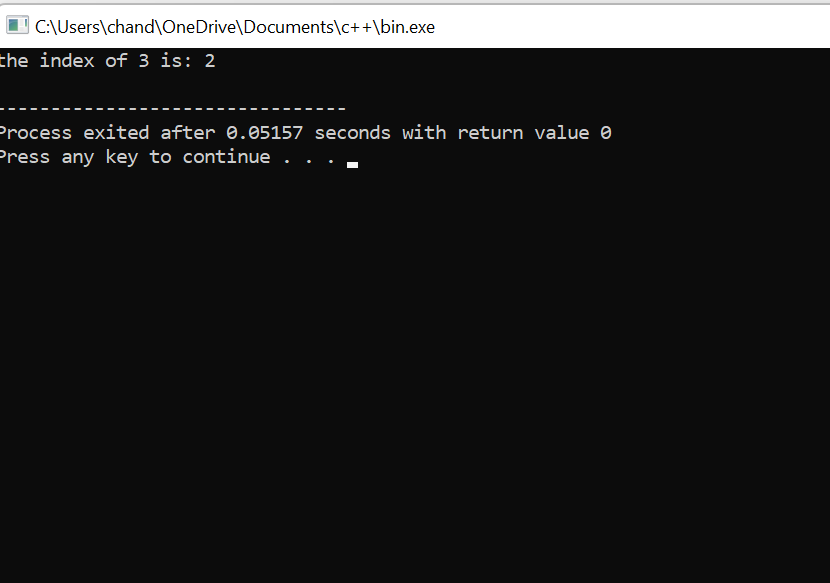 C:\Users\chand\OneDrive\Documents\c++\bin.exe
the index of 3 is: 2
--------------------------------
Process exited after 0.05157 seconds with return value 0
Press any key to continue . . .